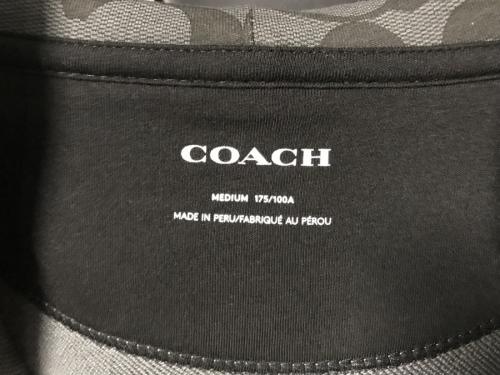 COACH
MEDIUM 175/100A
MADE IN PERU/FABRIQUÉ AU PÉROU